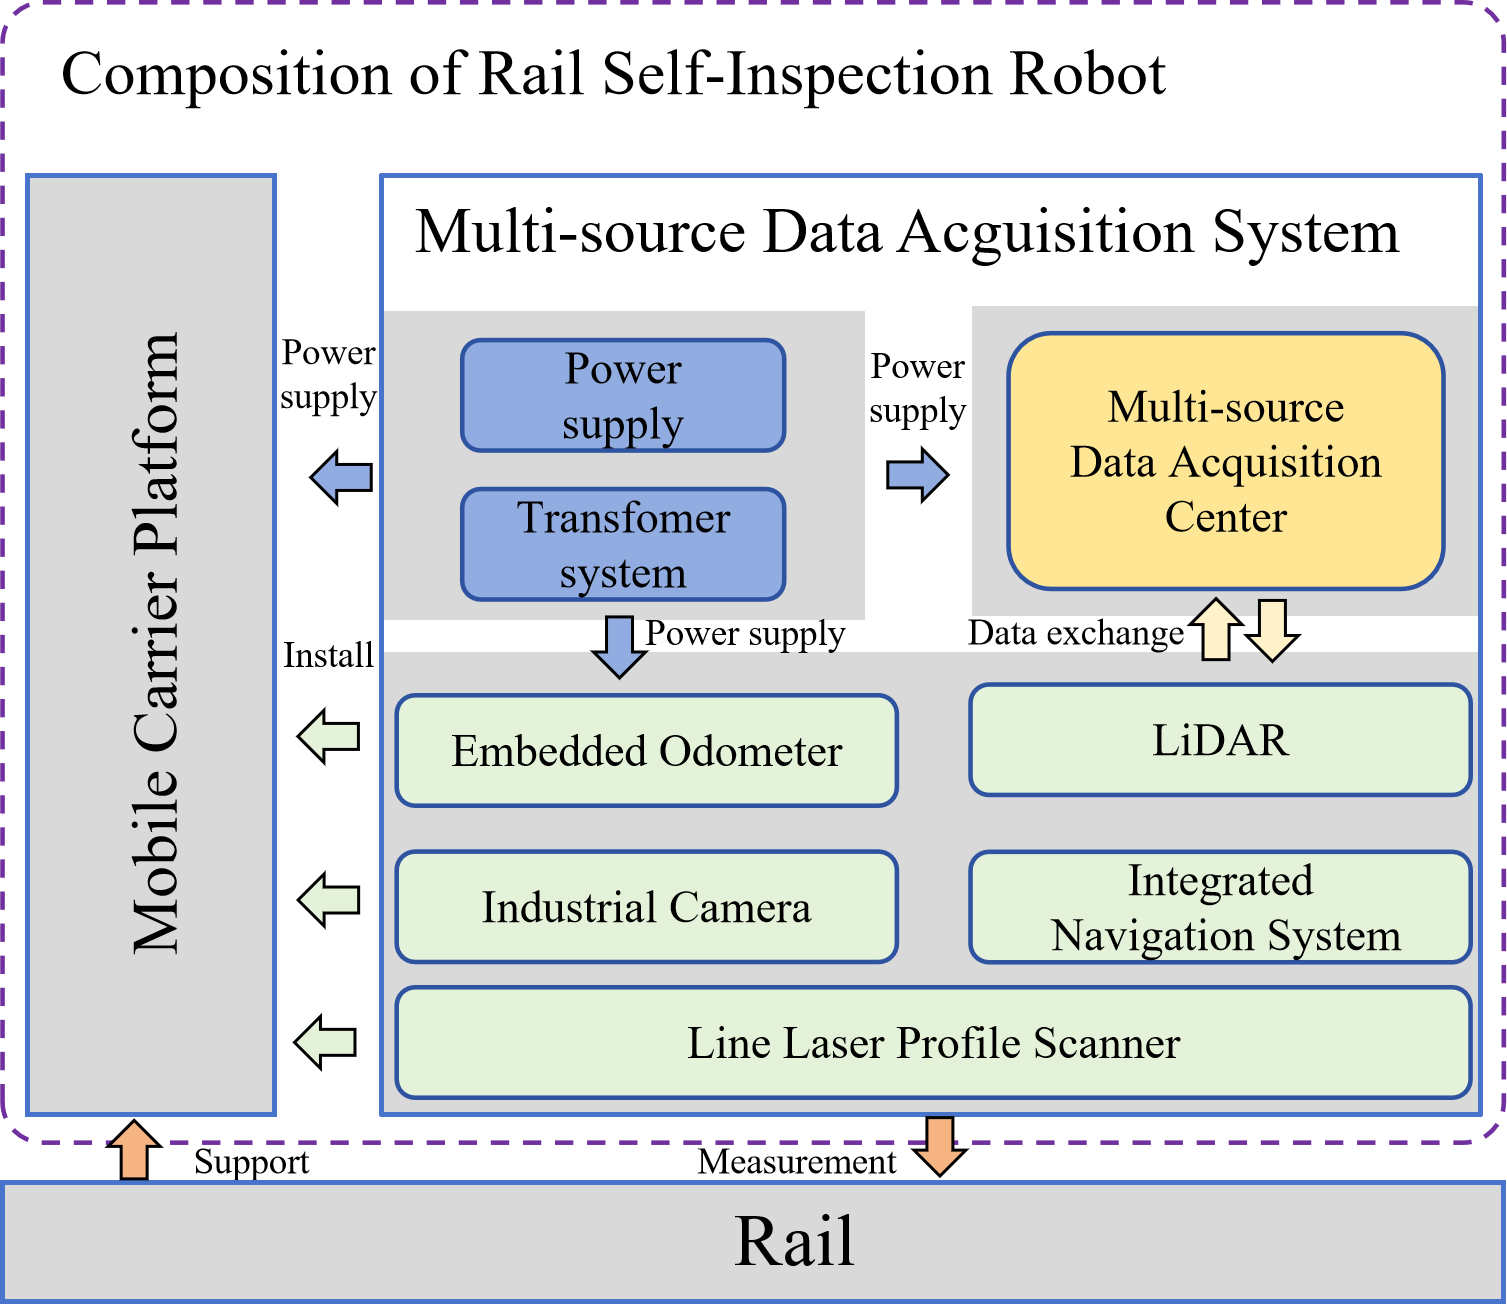 Composition of Rail Self-Inspection Robot
Multi-source Data Acguisition System
Mobile Carrier Platform
Power
supply
Power
supply
Transfomer
system
Power
supply
Multi-source
Data Acquisition
Center
Install
Power supply
Data exchange
Embedded Odometer
LiDAR
Industrial Camera
Integrated
Navigation System
Line Laser Profile Scanner
Support
Measurement
Rail